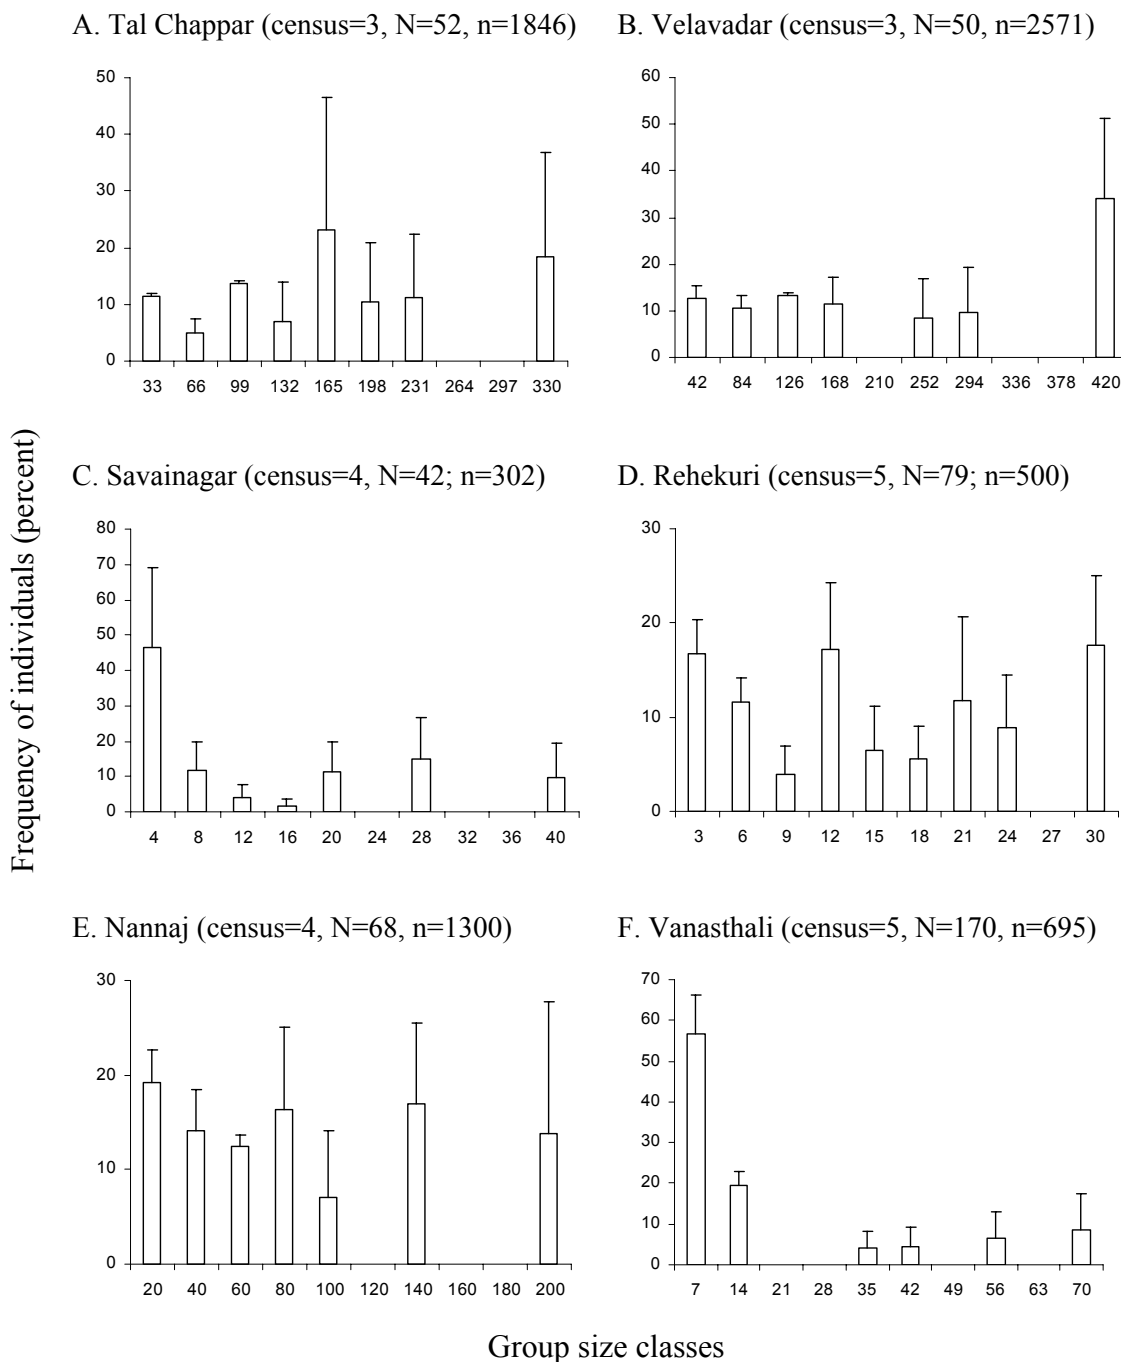 A. Tal Chappar (census=3, N=52, n=1846)
50
40
30
20
10
0
33 66 99 132 165 198 231 264 297 330
B. Velavadar (census=3, N=50, n=2571)
60
50
40
30
20
10
0
42 84 126 168 210 252 294 336 378 420
Frequency of individuals (percent)
C. Savainagar (census=4, N=42; n=302)
80
70
60
50
40
30
20
10
0
4 8 12 16 20 24 28 32 36 40
D. Rehekuri (census=5, N=79; n=500)
30
20
10
0
3 6 9 12 15 18 21 24 27 30
E. Nannaj (census=4, N=68, n=1300)
30
20
10
0
20 40 60 80 100 120 140 160 180 200
F. Vanasthali (census=5, N=170, n=695)
70
60
50
40
30
20
10
0
7 14 21 28 35 42 49 56 63 70
Group size classes